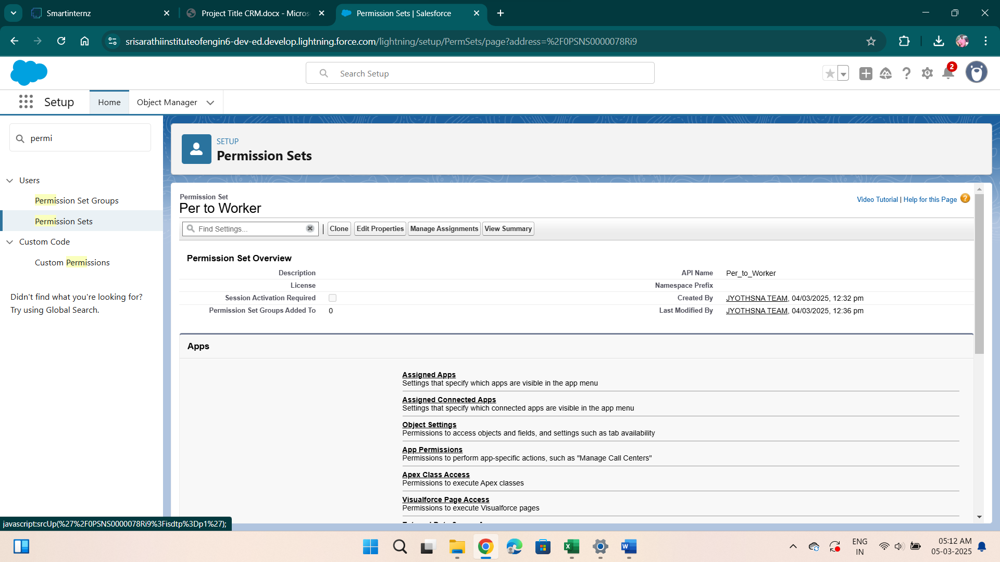 Smartinternz
Project Title CRM.docx - Micros
Permission Sets | Salesforce
srisarathiinstituteofengin6-dev-ed.develop.lightning.force.com/lightning/setup/PermSets/page?address=%2F0PSNS0000078Ri9
Search Setup
2
Setup
Home
Object Manager
permi
Users
Permission Set Groups
Permission Sets
Custom Code
Custom Permissions
Didn't find what you're looking for?
Try using Global Search.
SETUP
Permission Sets
Permission Set
Per to Worker
Video Tutorial | Help for this Page
Find Settings...
Clone
Edit Properties
Manage Assignments
View Summary
Permission Set Overview
Description
API Name Per_to_Worker
License
Namespace Prefix
Session Activation Required
Created By JYOTHSNA TEAM, 04/03/2025, 12:32 pm
Permission Set Groups Added To 0
Last Modified By JYOTHSNA TEAM, 04/03/2025, 12:36 pm
Apps
Assigned Apps
Settings that specify which apps are visible in the app menu
Assigned Connected Apps
Settings that specify which connected apps are visible in the app menu
Object Settings
Permissions to access objects and fields, and settings such as tab availability
App Permissions
Permissions to perform app-specific actions, such as "Manage Call Centers"
Apex Class Access
Permissions to execute Apex classes
Visualforce Page Access
Permissions to execute Visualforce pages
javascript:srcUp(%27%2F0PSNS0000078Ri9%3Fisdtp%3Dp1%27);
ENG
IN
05:12 AM
05-03-2025